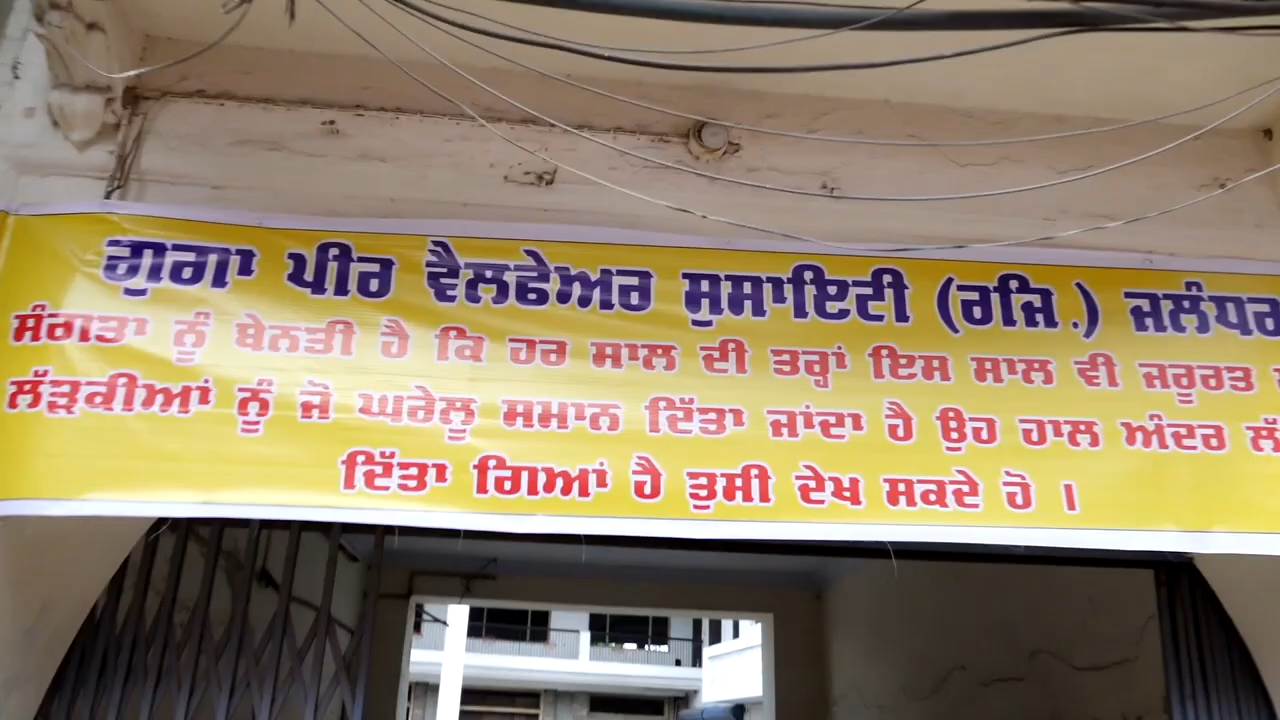 ਗੁਗਾ ਪੀਰ ਵੈਲਫੇਅਰ ਸੁਸਾਇਟੀ (ਰਜਿ.) ਜਲੰਧਰ
ਸੰਗਤਾ ਨੂੰ ਬੇਨਤੀ ਹੈ ਕਿ ਹਰ ਸਾਲ ਦੀ ਤਰ੍ਹਾਂ ਇਸ ਸਾਲ ਵੀ ਜਰੂਰਤ
ਲੱੜਕੀਆਂ ਨੂੰ ਜੋ ਘਰੇਲੂ ਸਮਾਨ ਦਿੱਤਾ ਜਾਂਦਾ ਹੈ ਉਹ ਹਾਲ ਅੰਦਰ
ਦਿੱਤਾ ਗਿਆਂ ਹੈ ਤੁਸੀ ਦੇਖ ਸਕਦੇ ਹੋ ।